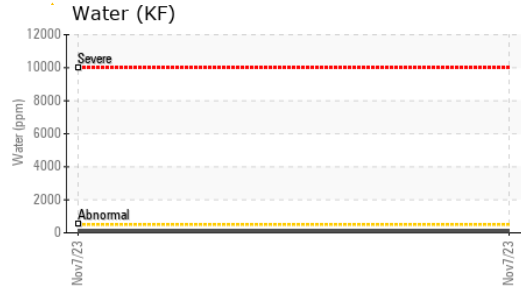 Water (KF)
12000
Severe
10000
8000
6000
4000
2000
Abnormal
0
Water (ppm)
Nov7/23
Nov7/23